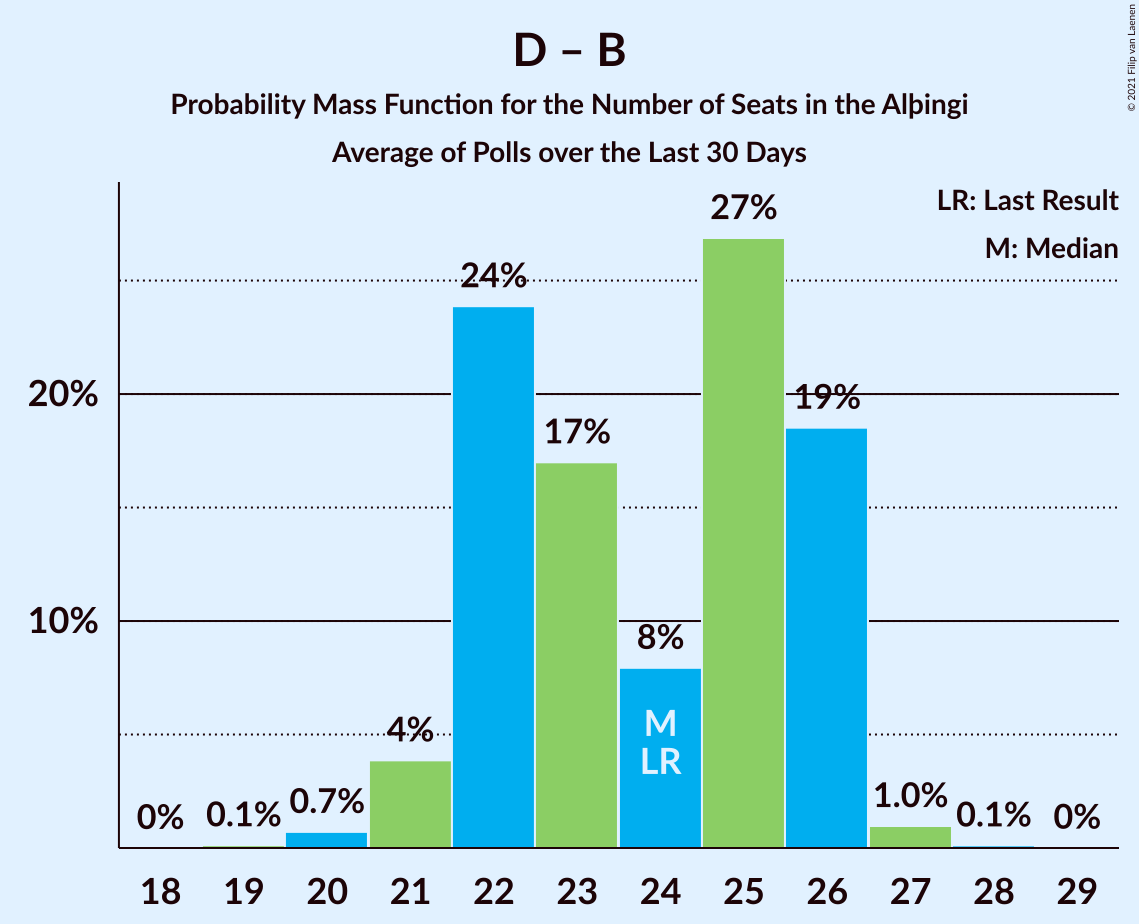 D – B
Probability Mass Function for the Number of Seats in the Alþingi
Average of Polls over the Last 30 Days
© 2021 Filip van Laenen
LR: Last Result
M: Median
27%
24%
20%
19%
17%
10%
8%
M
LR
4%
0% 0.1% 0.7% 1.0% 0.1% 0%
18 19 20 21 22 23 24 25 26 27 28 29